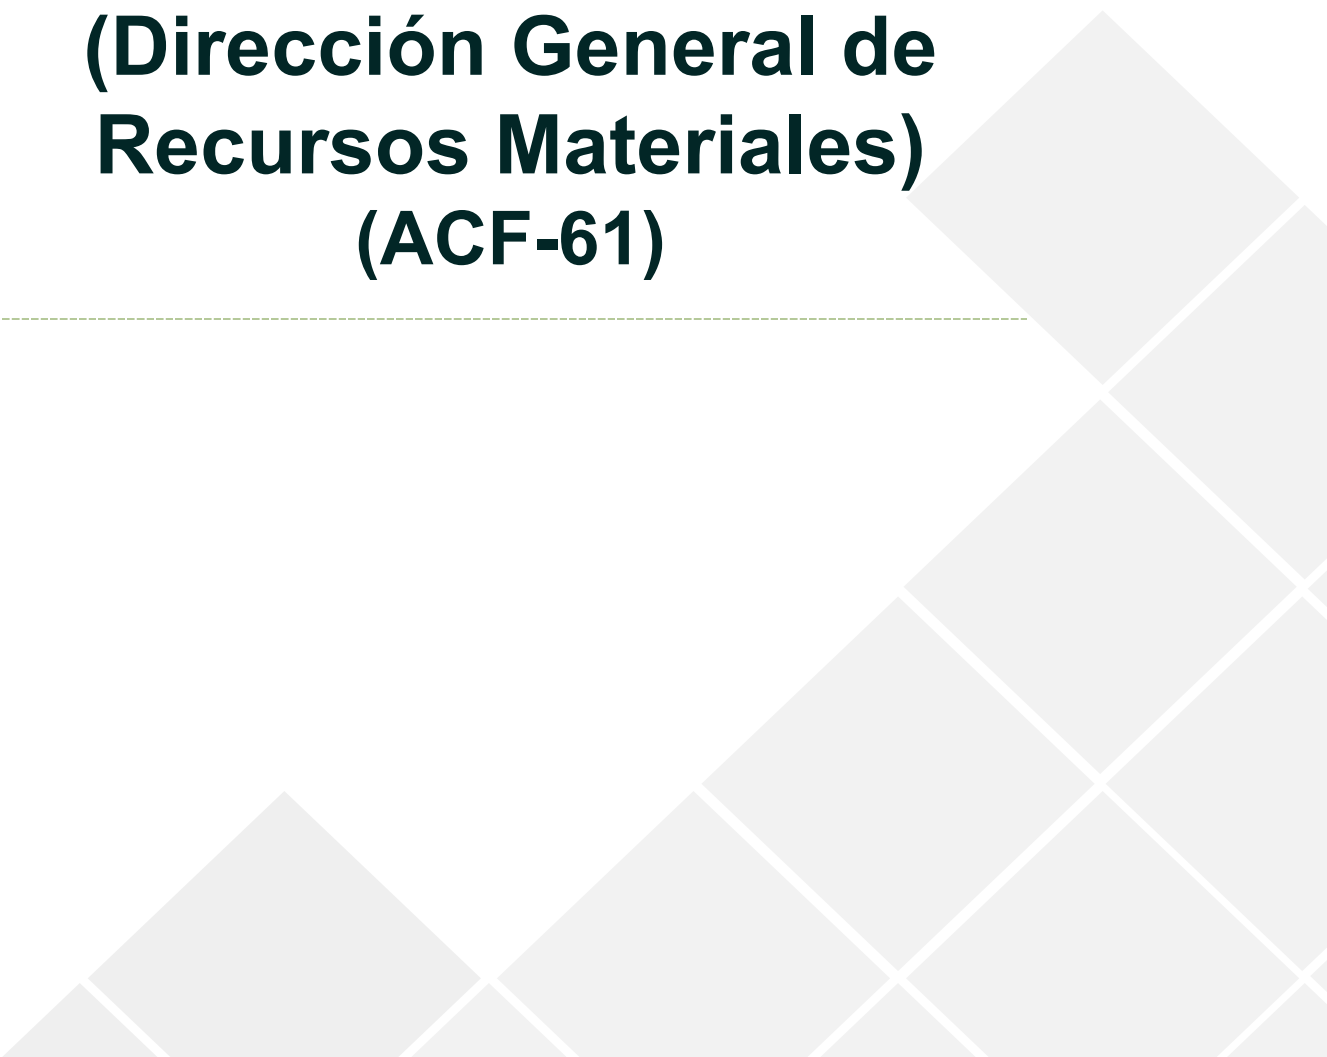 (Dirección General de
Recursos Materiales)
(ACF-61)